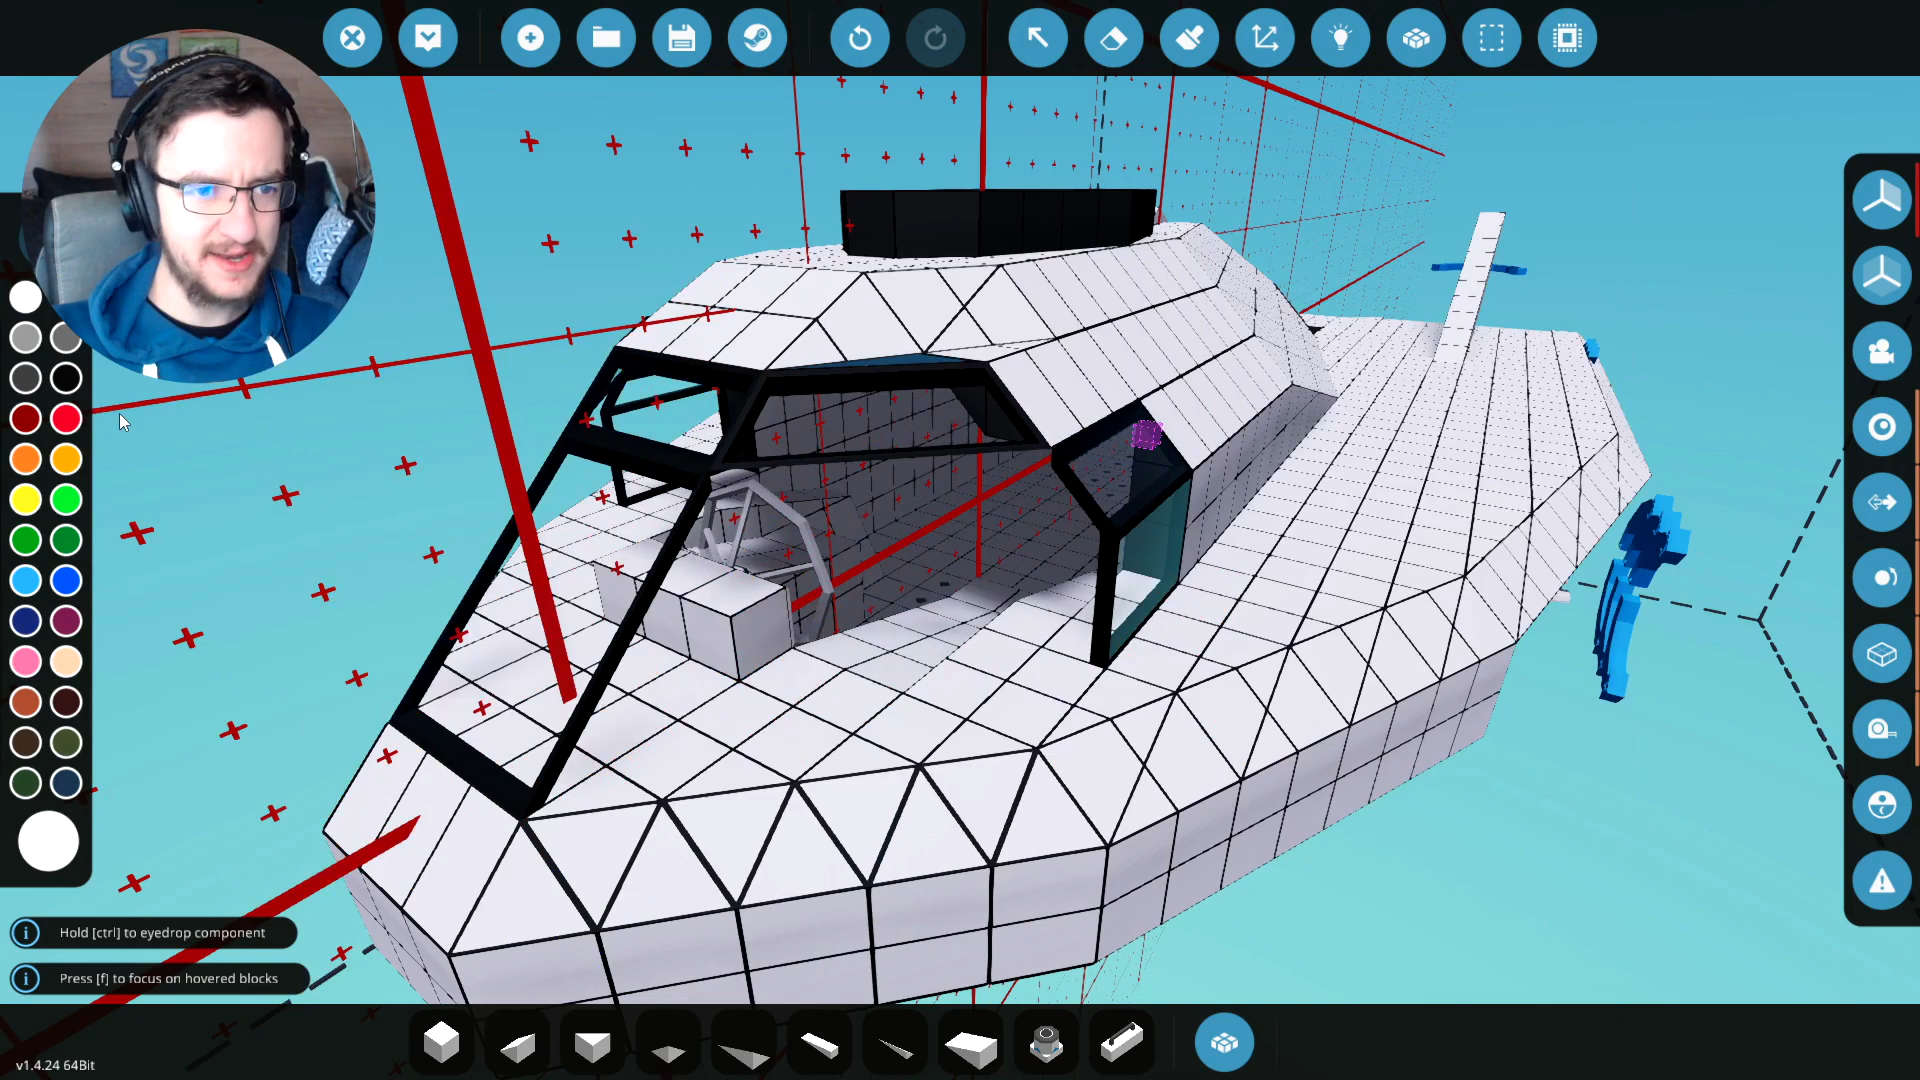 Hold [ctrl] to eyedrop component
Press [f] to focus on hovered blocks
v1.4.24 64Bit